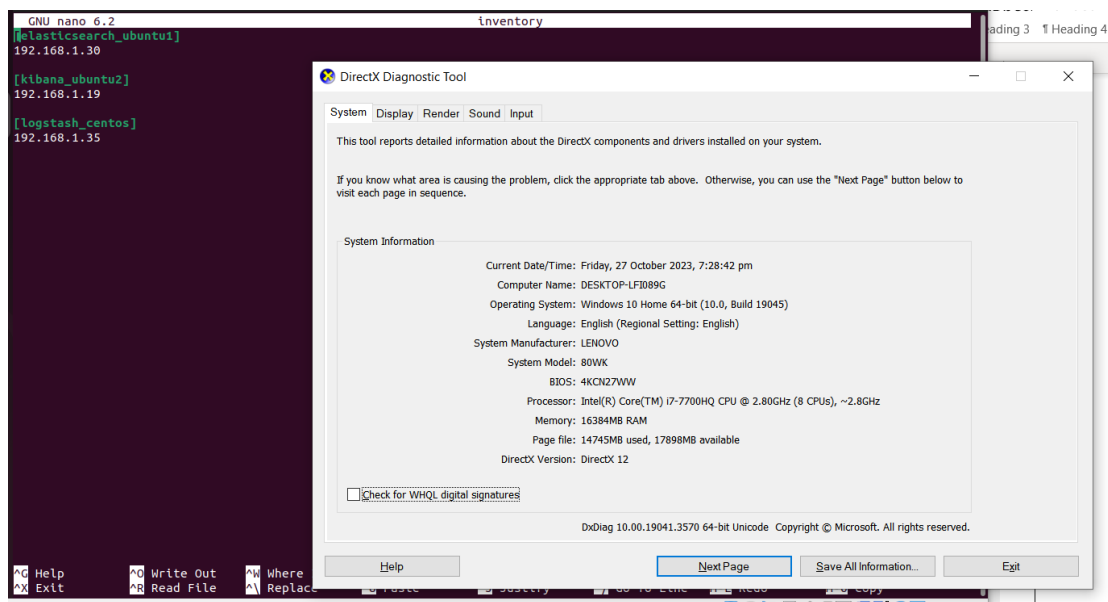 GNU nano 6.2 inventory
[elasticsearch_ubuntu1]
192.168.1.30
[kibana_ubuntu2]
192.168.1.19
[logstash_centos]
192.168.1.35
^G Help ^O Write Out ^W Where
^X Exit ^R Read File ^\ Replace
ading 3 ¶ Heading 4
DirectX Diagnostic Tool
System Display Render Sound Input
This tool reports detailed information about the DirectX components and drivers installed on your system.
If you know what area is causing the problem, click the appropriate tab above. Otherwise, you can use the "Next Page" button below to
visit each page in sequence.
System Information
Current Date/Time: Friday, 27 October 2023, 7:28:42 pm
Computer Name: DESKTOP-LFI089G
Operating System: Windows 10 Home 64-bit (10.0, Build 19045)
Language: English (Regional Setting: English)
System Manufacturer: LENOVO
System Model: 80WK
BIOS: 4KCN27WW
Processor: Intel(R) Core(TM) i7-7700HQ CPU @ 2.80GHz (8 CPUs), ~2.8GHz
Memory: 16384MB RAM
Page file: 14745MB used, 17898MB available
DirectX Version: DirectX 12
Check for WHQL digital signatures
DxDiag 10.00.19041.3570 64-bit Unicode Copyright © Microsoft. All rights reserved.
Help Next Page Save All Information... Exit